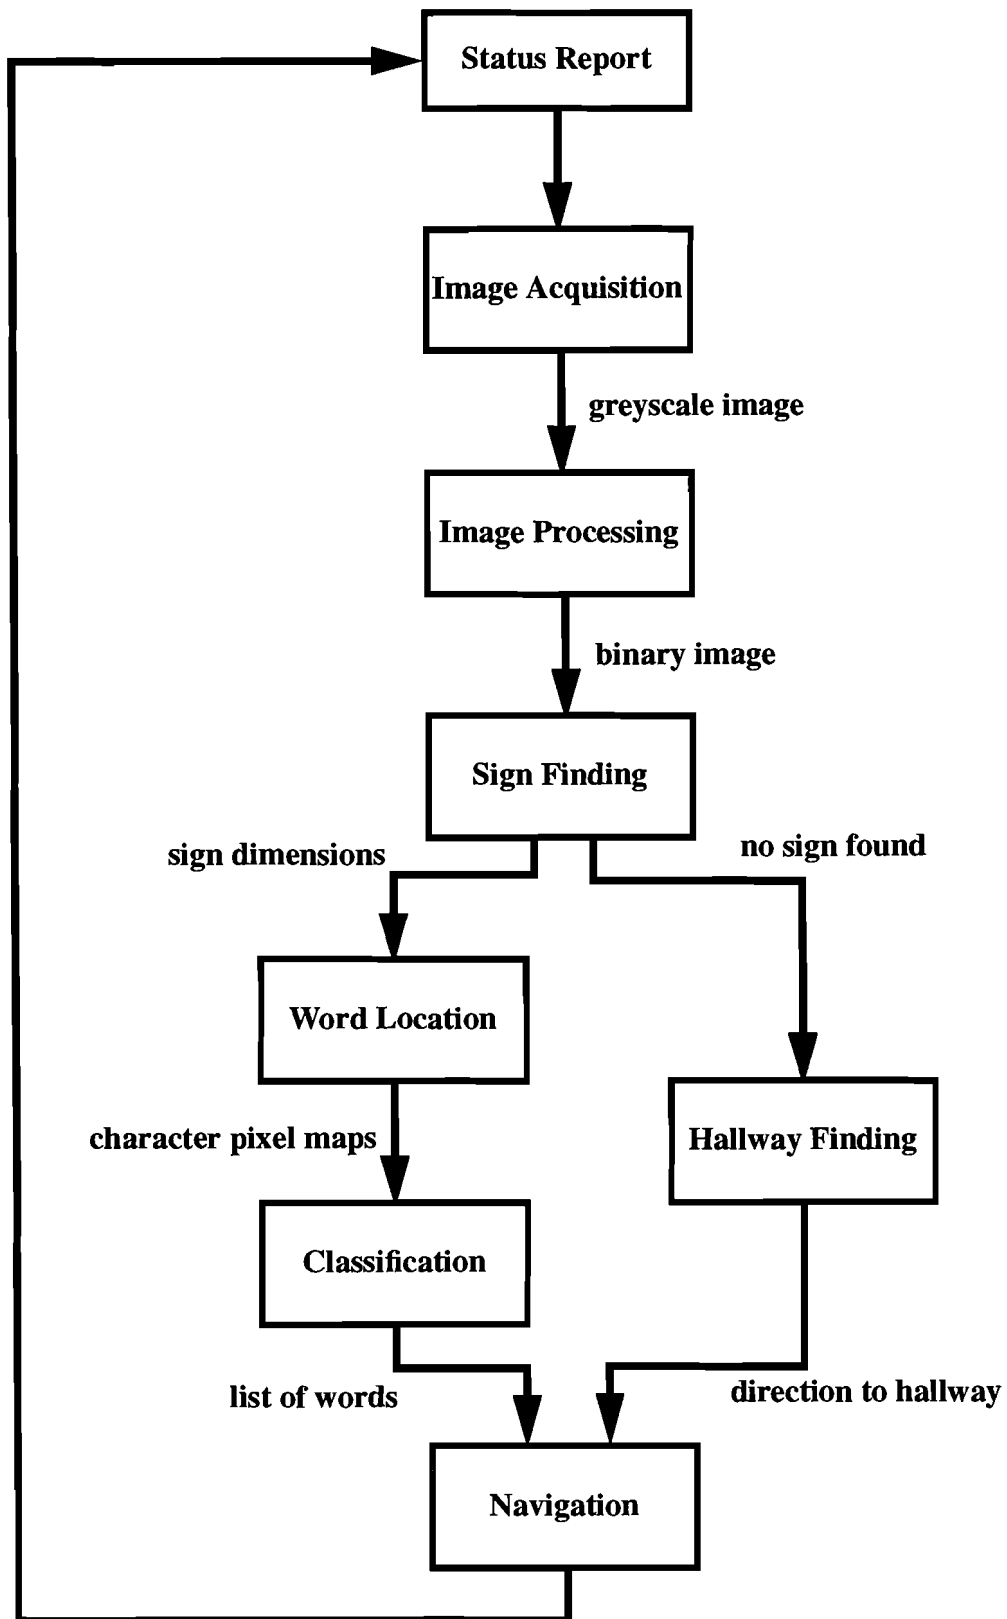 Status Report
Image Acquisition
greyscale image
Image Processing
binary image
Sign Finding
sign dimensions
no sign found
Word Location
character pixel maps
Hallway Finding
Classification
list of words
direction to hallway
Navigation